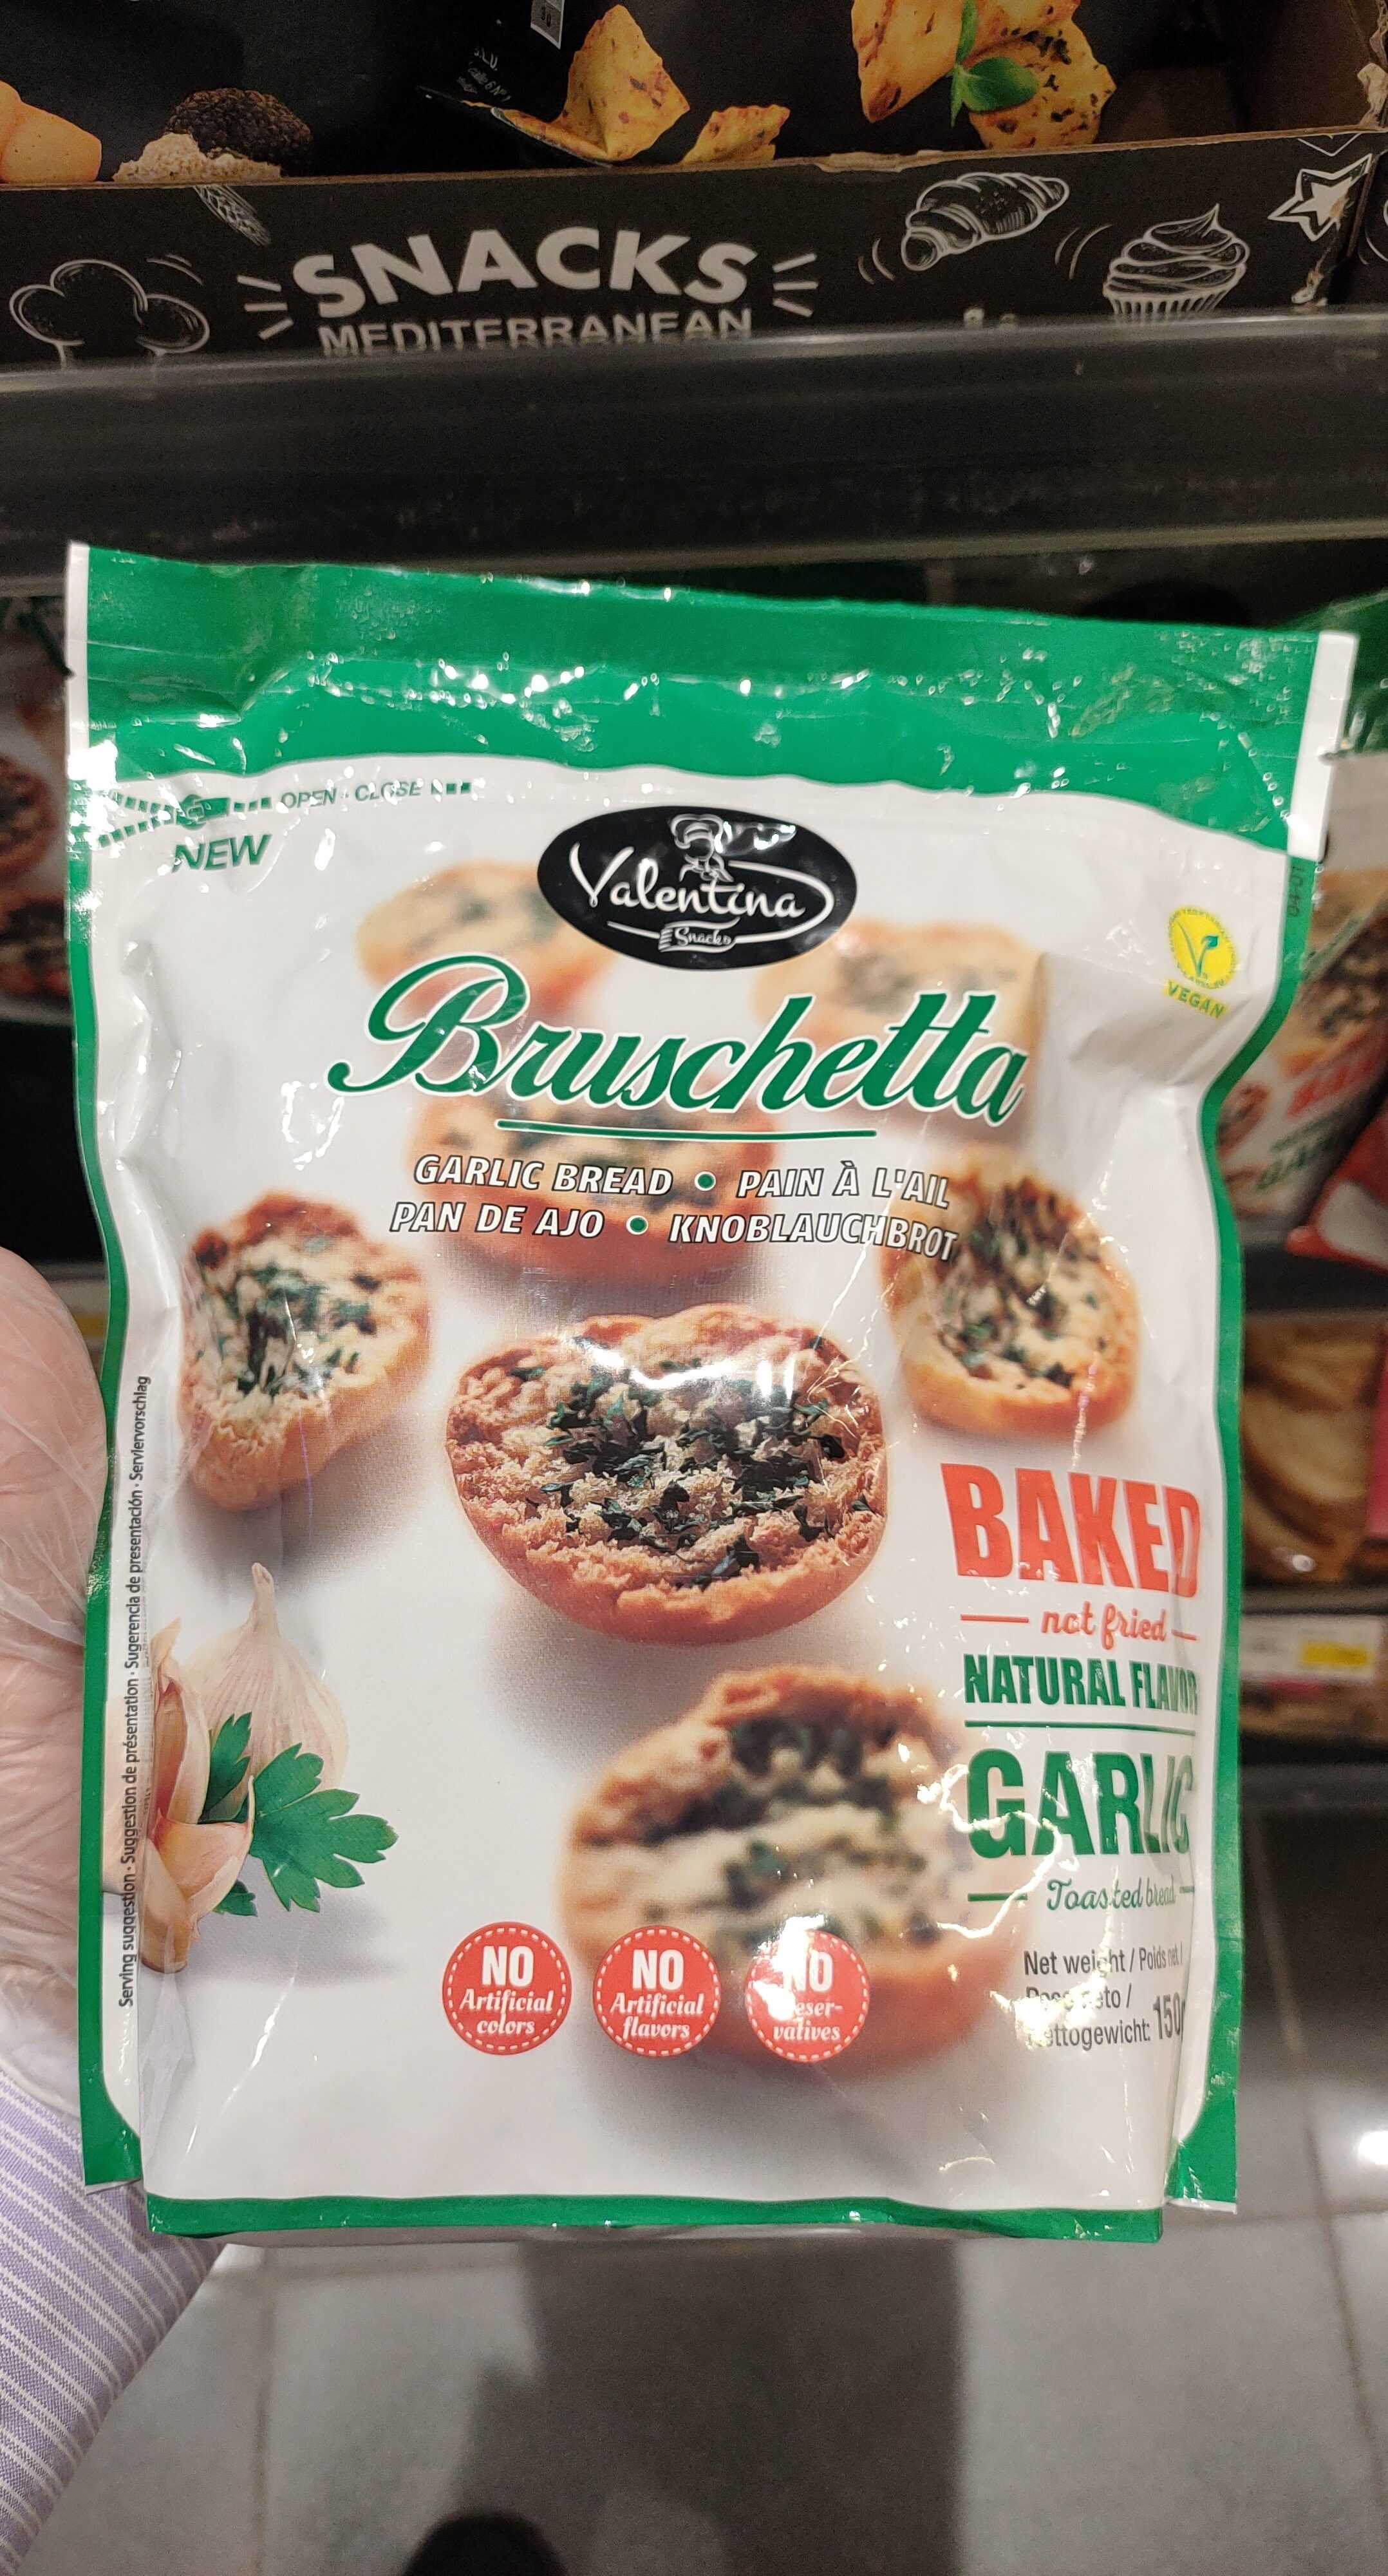 SNACKS
MEDITERRANEAN
OPEN · CLOSE
NEW
Valentina
Snacks
VEGAN
Bruschetta
GARLIC BREAD • PAIN À L'AIL
PAN DE AJO • KNOBLAUCHBROT
BAKED
not fried
NATURAL FLAVOR
GARLIC
Toasted bread
Serving suggestion · Suggestion de présentation · Sugerencia de presentación · Serviervorschlag
NO
Artificial
colors
NO
Artificial
flavors
NO
Preser-
vatives
Net weight / Poids net /
Peso neto /
Nettogewicht: 150